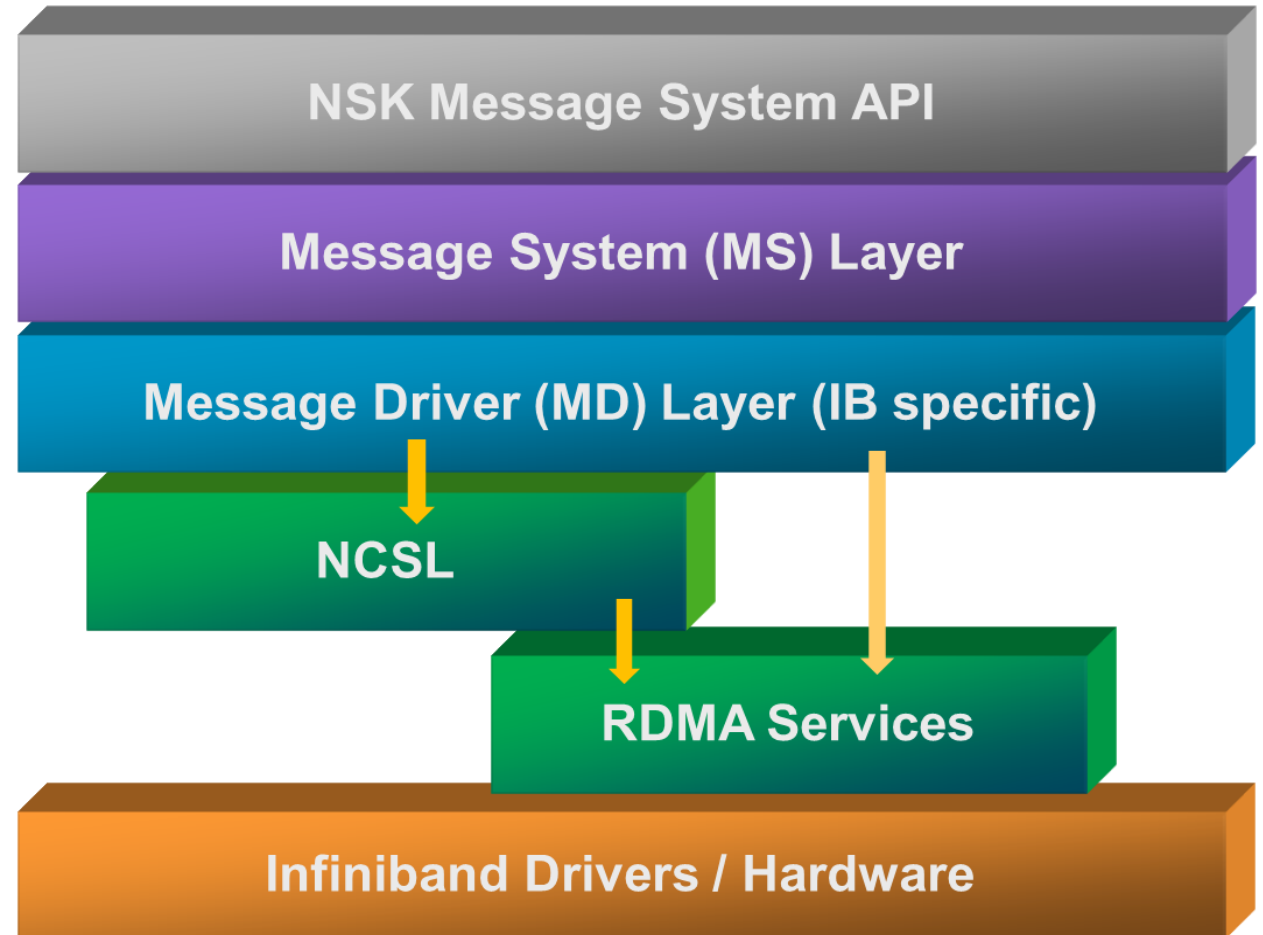 NSK Message System API
Message System (MS) Layer
Message Driver (MD) Layer (IB specific)
NCSL
RDMA Services
Infiniband Drivers / Hardware